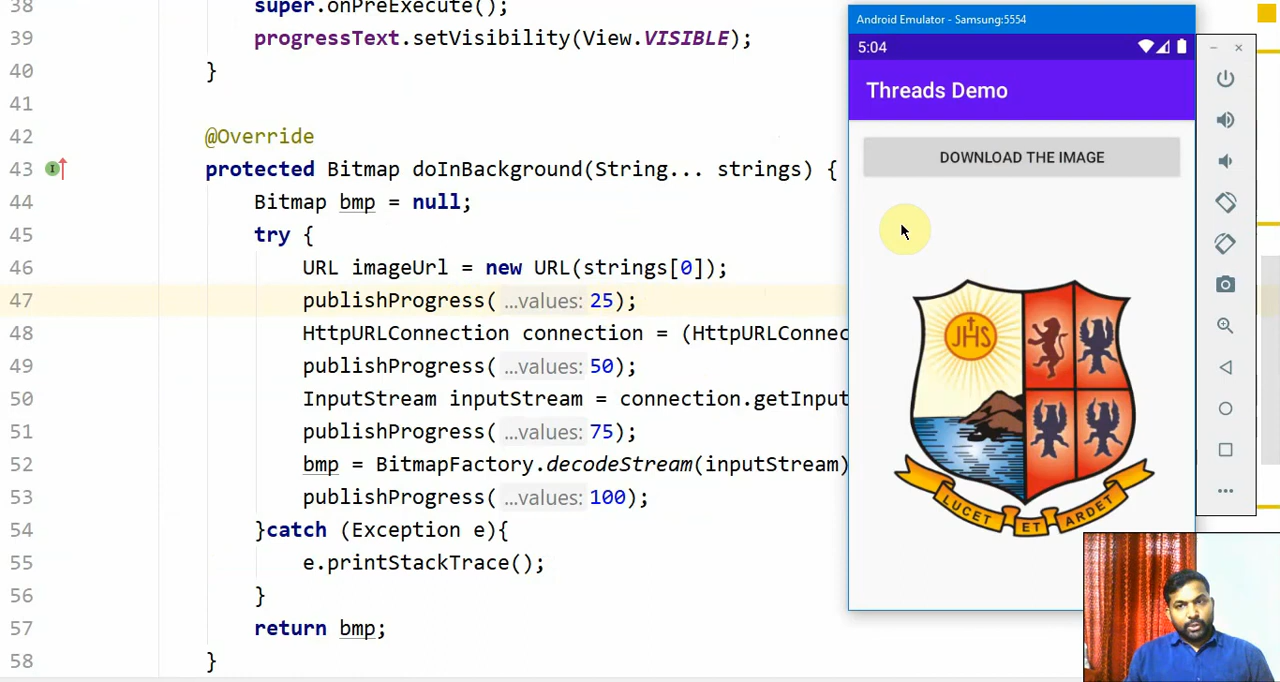 38 super.onPreExecute();
39 progressText.setVisibility(View.VISIBLE);
40 }
41
42 @Override
43 protected Bitmap doInBackground(String... strings) {
44 Bitmap bmp = null;
45 try {
46 URL imageUrl = new URL(strings[0]);
47 publishProgress( ...values: 25);
48 HttpURLConnection connection = (HttpURLConnec
49 publishProgress( ...values: 50);
50 InputStream inputStream = connection.getInput
51 publishProgress( ...values: 75);
52 bmp = BitmapFactory.decodeStream(inputStream)
53 publishProgress( ...values: 100);
54 }catch (Exception e){
55 e.printStackTrace();
56 }
57 return bmp;
58 }
Android Emulator - Samsung:5554
5:04
Threads Demo
DOWNLOAD THE IMAGE
JHS
LUCET ET ARDET